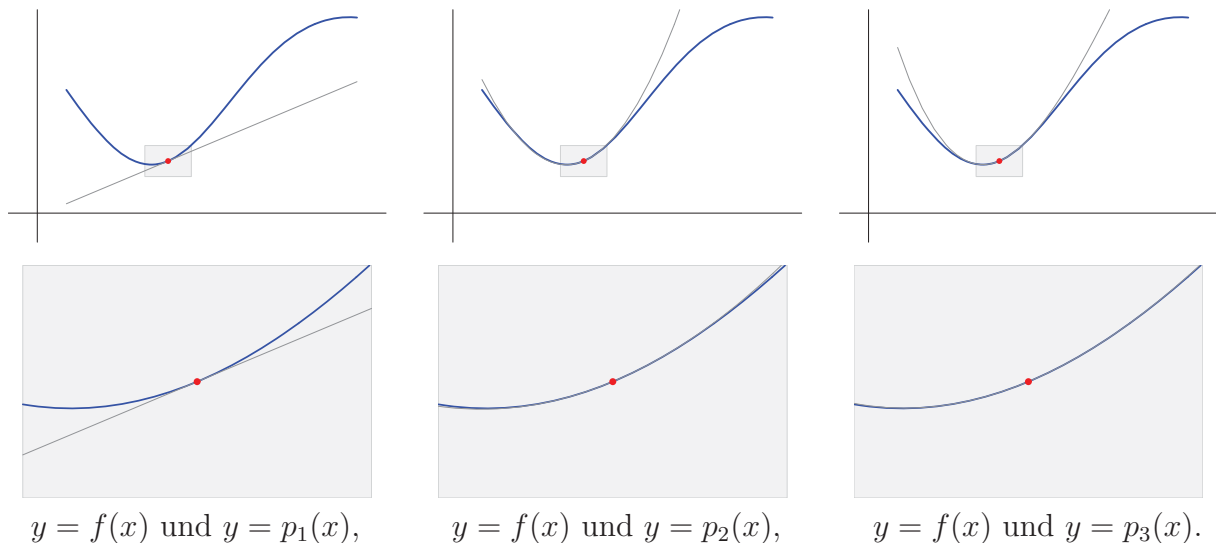 y = f(x) und y = p₁(x), y = f(x) und y = p₂(x), y = f(x) und y = p₃(x).